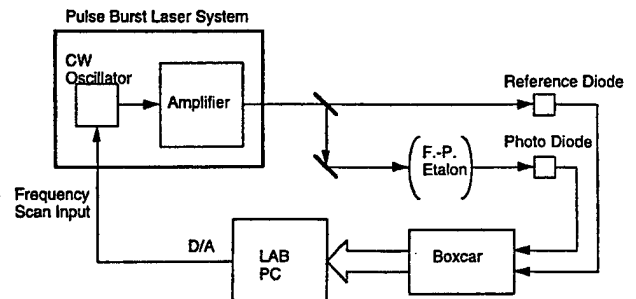 Pulse Burst Laser System
CW
Oscillator
Amplifier
Reference Diode
F.-P.
Etalon
Photo Diode
Frequency
Scan Input
D/A
LAB
PC
Boxcar